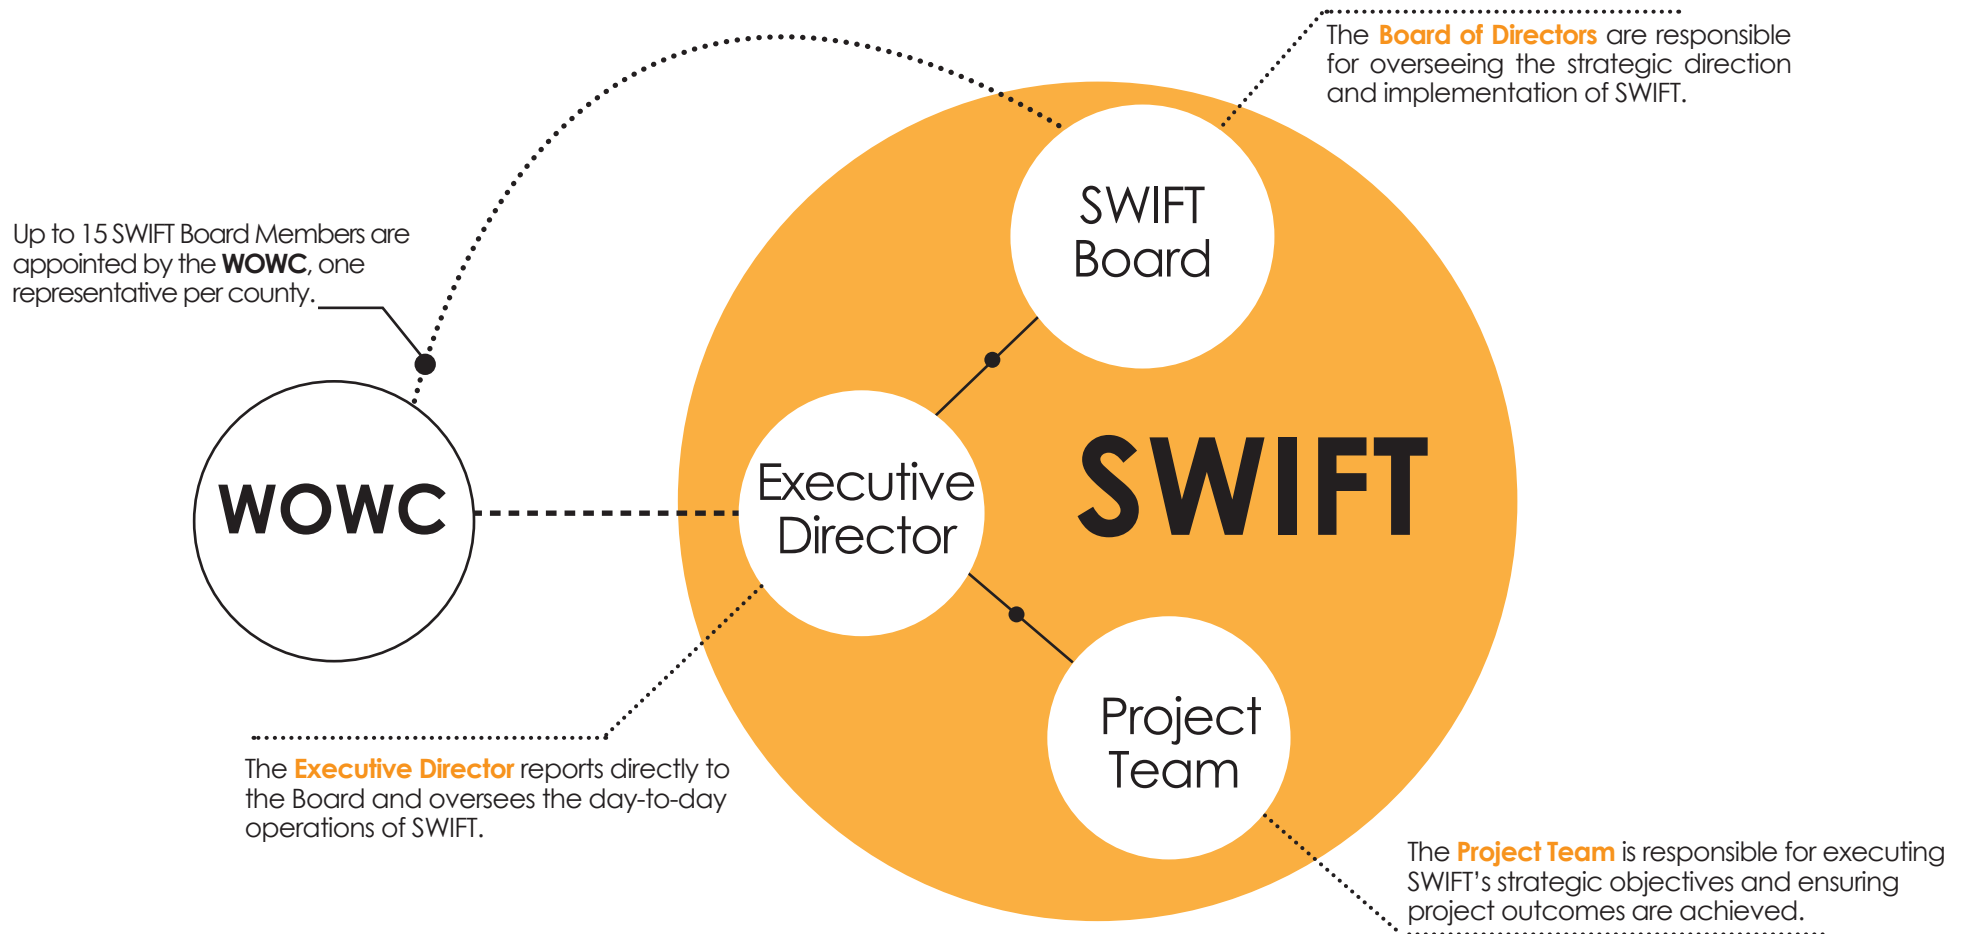 The Board of Directors are responsible
for overseeing the strategic direction
and implementation of SWIFT.
SWIFT
Board
Up to 15 SWIFT Board Members are
appointed by the WOWC, one
representative per county.
WOWC
Executive
Director
SWIFT
Project
Team
The Executive Director reports directly to
the Board and oversees the day-to-day
operations of SWIFT.
The Project Team is responsible for executing
SWIFT’s strategic objectives and ensuring
project outcomes are achieved.